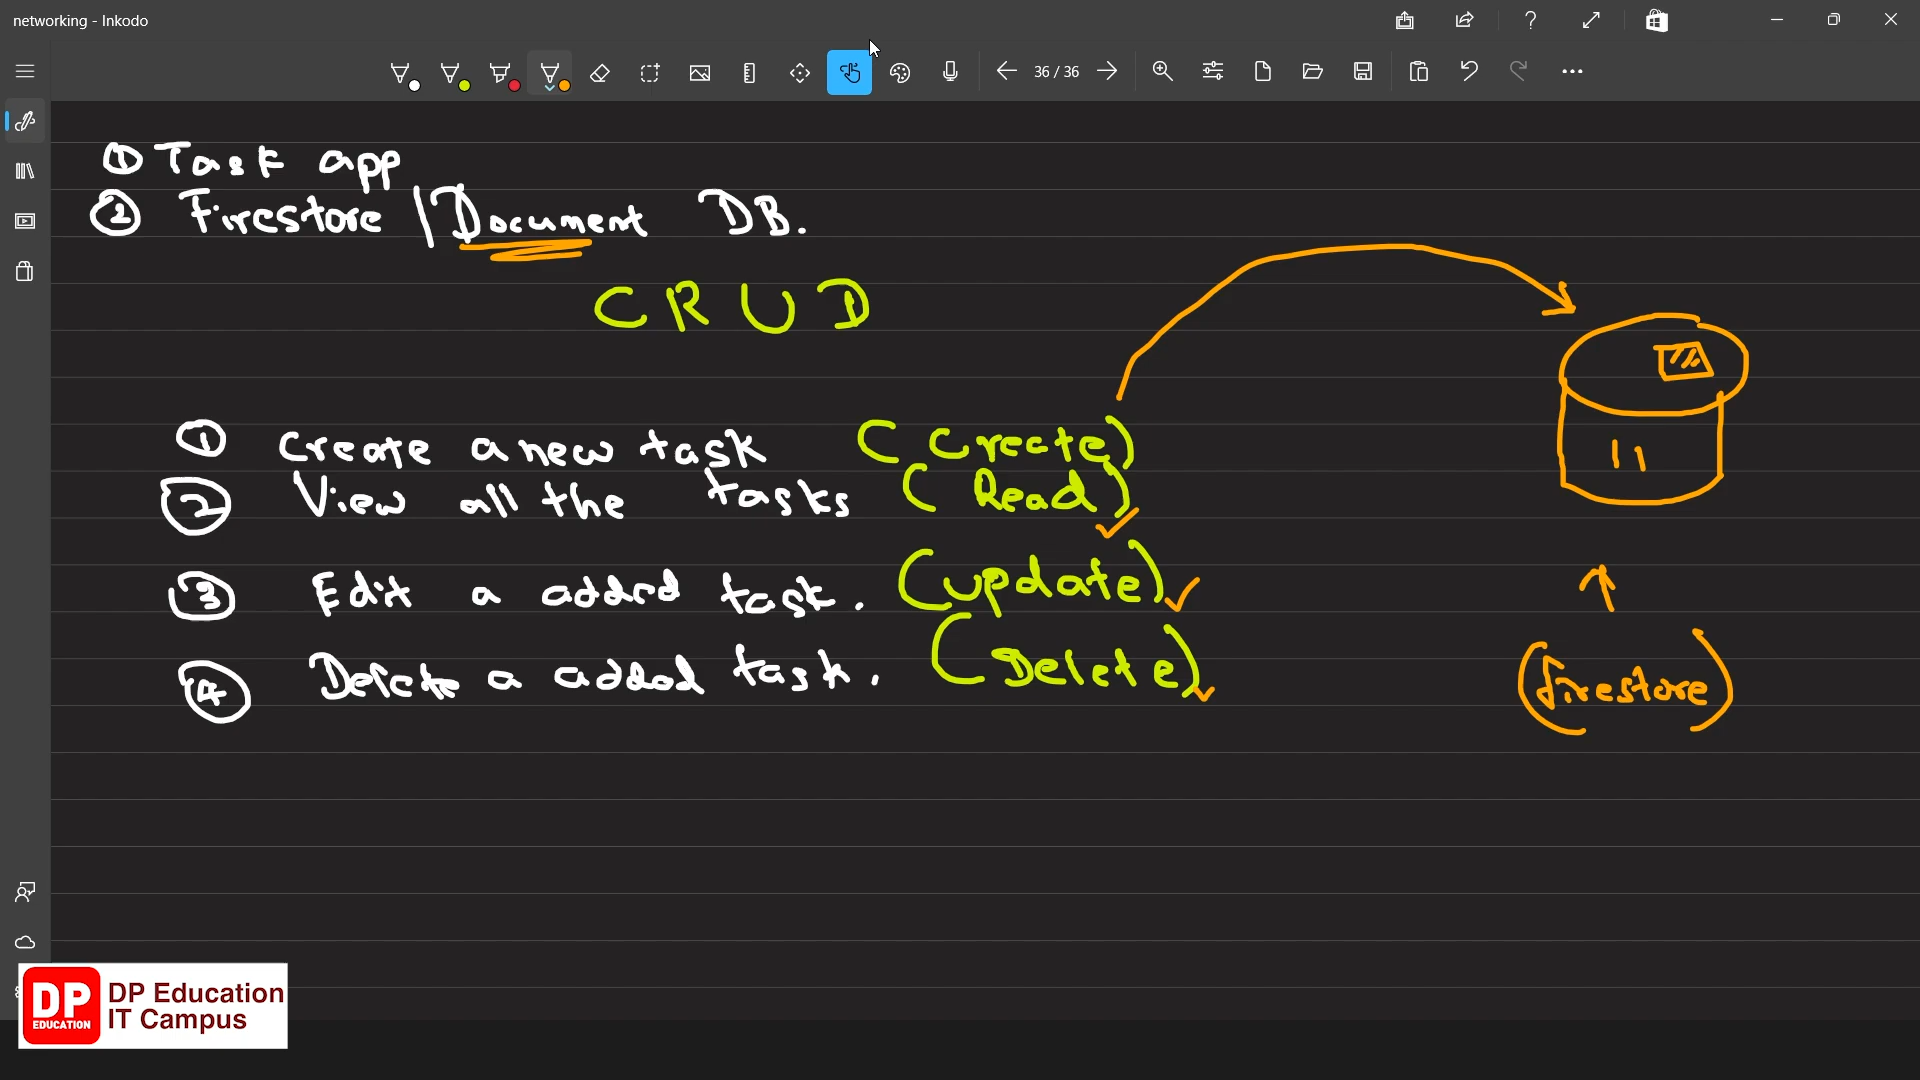 networking - Inkodo
36 / 36
① Task app
② Firestore / Document DB.
C R U D
① Create a new task ( Create)
② View all the tasks ( Read )
③ Edit a added task. (update)
④ Delete a added task. ( Delete)
(firestore)
DP EDUCATION
DP Education
IT Campus